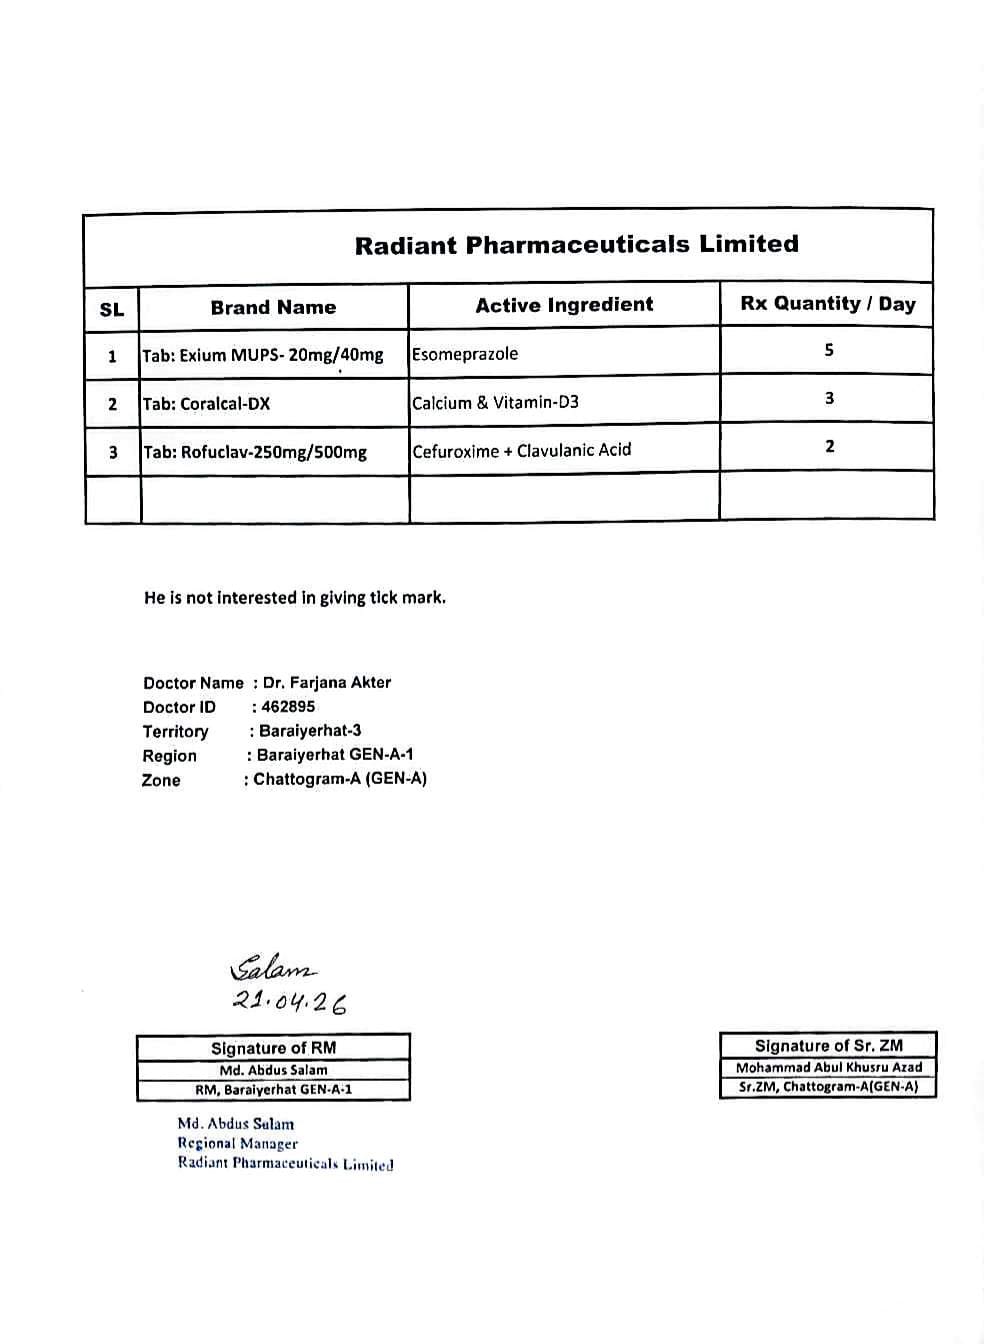 Radiant Pharmaceuticals Limited
SL Brand Name Active Ingredient Rx Quantity / Day
1 Tab: Exium MUPS- 20mg/40mg Esomeprazole 5
2 Tab: Coralcal-DX Calcium & Vitamin-D3 3
3 Tab: Rofuclav-250mg/500mg Cefuroxime + Clavulanic Acid 2
He is not interested in giving tick mark.
Doctor Name : Dr. Farjana Akter
Doctor ID : 462895
Territory : Baraiyerhat-3
Region : Baraiyerhat GEN-A-1
Zone : Chattogram-A (GEN-A)
Salam
21.04.26
Signature of RM
Md. Abdus Salam
RM, Baraiyerhat GEN-A-1
Md. Abdus Salam
Regional Manager
Radiant Pharmaceuticals Limited
Signature of Sr. ZM
Mohammad Abul Khusru Azad
Sr.ZM, Chattogram-A(GEN-A)